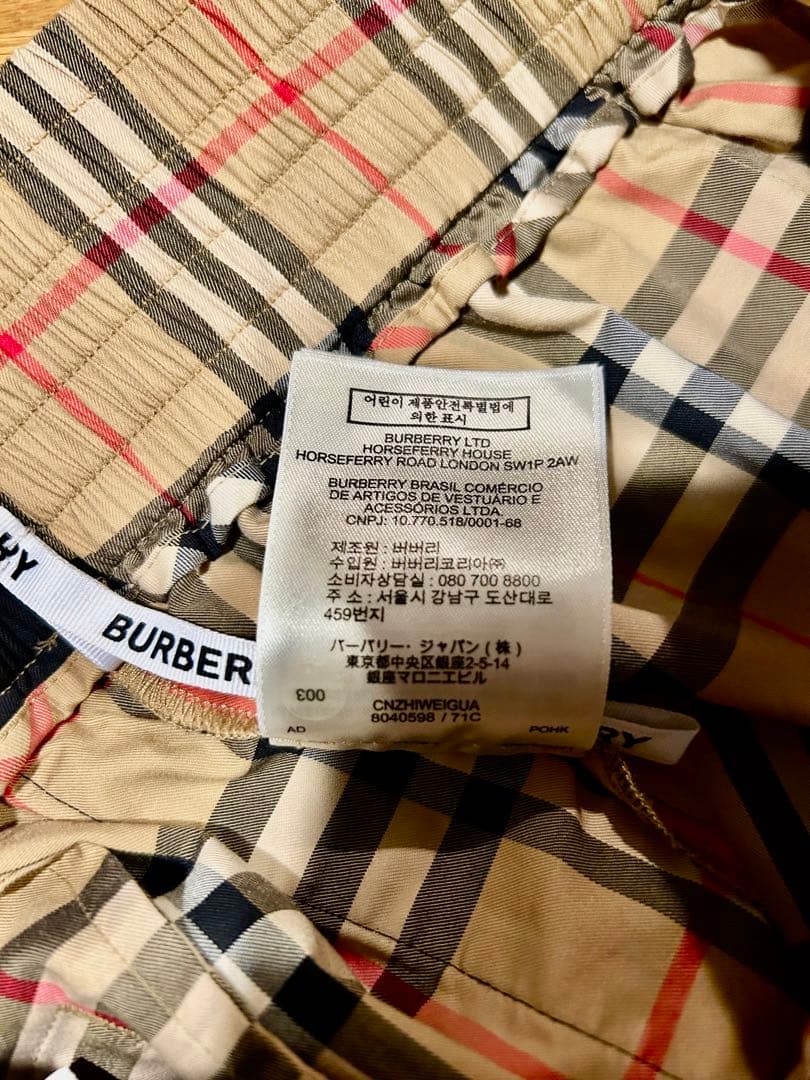 어린이 제품안전특별법에
의한 표시
BURBERRY LTD
HORSEFERRY HOUSE
HORSEFERRY ROAD LONDON SW1P 2AW
BURBERRY BRASIL COMÉRCIO
DE ARTIGOS DE VESTUÁRIO E
ACESSÓRIOS LTDA.
CNPJ: 10.770.518/0001-68
제조원 : 버버리
수입원 : 버버리코리아㈜
소비자상담실 : 080 700 8800
주 소 : 서울시 강남구 도산대로
459번지
バーバリー・ジャパン(株)
東京都中央区銀座2-5-14
銀座マロニエビル
CNZHIWEIGUA
8040598 / 71C
AD
POHK
003
RY
BURBER
RY